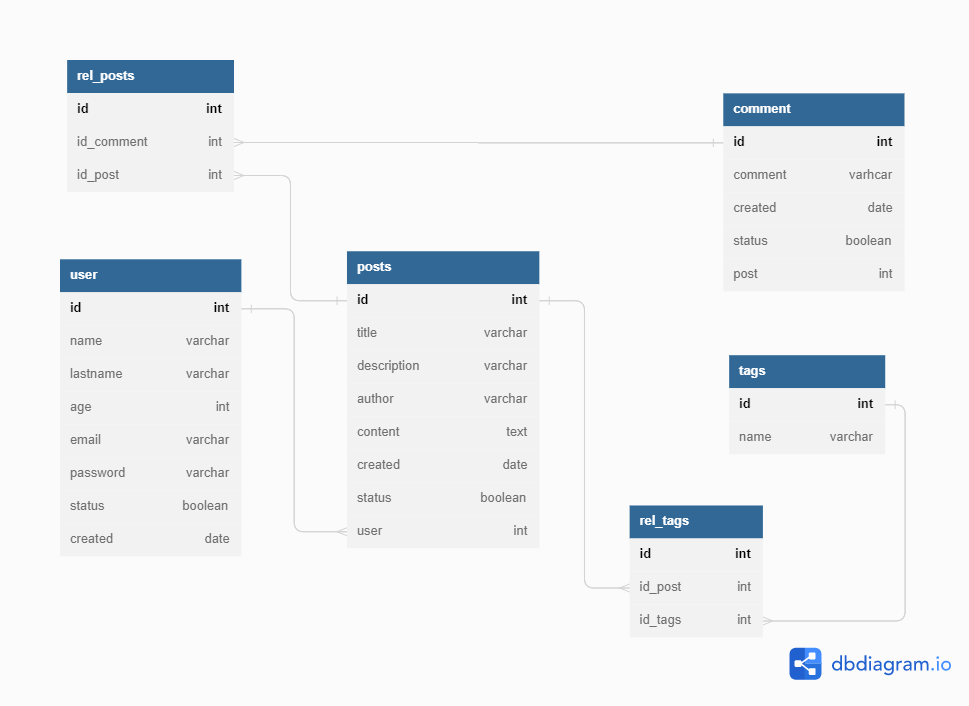 rel_posts
id int
id_comment int
id_post int
comment
id int
comment varhcar
created date
status boolean
post int
user
id int
name varchar
lastname varchar
age int
email varchar
password varchar
status boolean
created date
posts
id int
title varchar
description varchar
author varchar
content text
created date
status boolean
user int
tags
id int
name varchar
rel_tags
id int
id_post int
id_tags int
dbdiagram.io